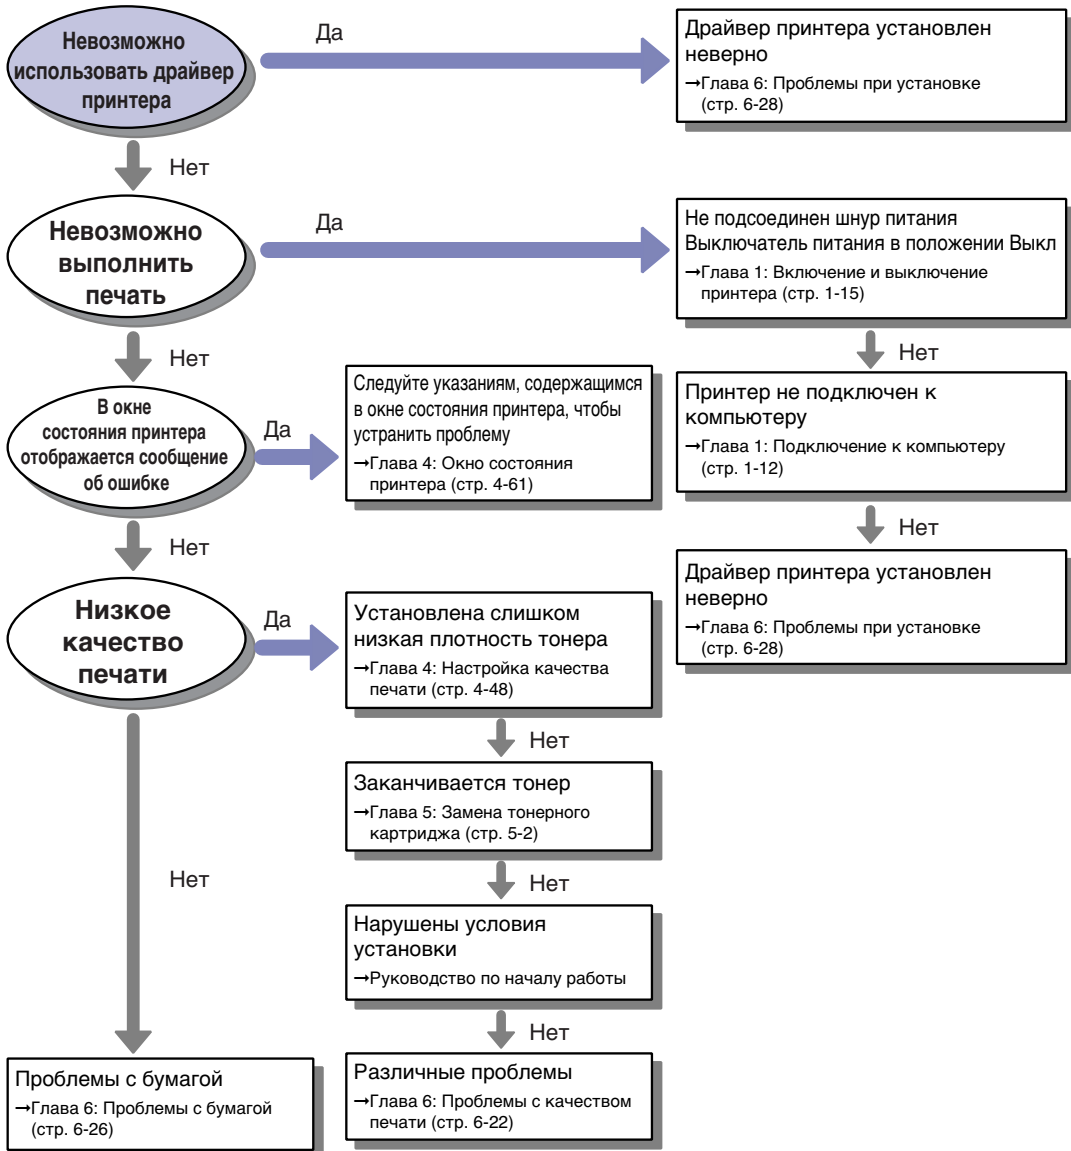 Невозможно
использовать драйвер
принтера
Да
Драйвер принтера установлен
неверно
→Глава 6: Проблемы при установке
(стр. 6-28)
Нет
Невозможно
выполнить
печать
Да
Не подсоединен шнур питания
Выключатель питания в положении Выкл
→Глава 1: Включение и выключение
принтера (стр. 1-15)
Нет
Нет
В окне
состояния принтера
отображается сообщение
об ошибке
Да
Следуйте указаниям, содержащимся
в окне состояния принтера, чтобы
устранить проблему
→Глава 4: Окно состояния
принтера (стр. 4-61)
Принтер не подключен к
компьютеру
→Глава 1: Подключение к компьютеру
(стр. 1-12)
Нет
Нет
Низкое
качество
печати
Да
Установлена слишком
низкая плотность тонера
→Глава 4: Настройка качества
печати (стр. 4-48)
Драйвер принтера установлен
неверно
→Глава 6: Проблемы при установке
(стр. 6-28)
Нет
Заканчивается тонер
→Глава 5: Замена тонерного
картриджа (стр. 5-2)
Нет
Нет
Нарушены условия
установки
→Руководство по началу работы
Нет
Проблемы с бумагой
→Глава 6: Проблемы с бумагой
(стр. 6-26)
Различные проблемы
→Глава 6: Проблемы с качеством
печати (стр. 6-22)